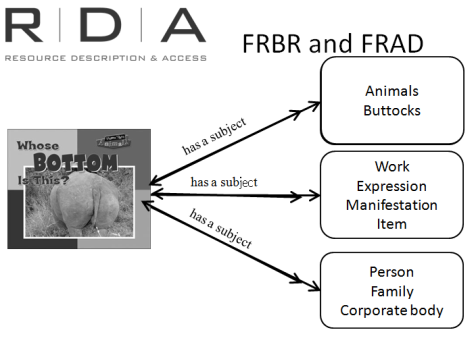 R|D|A
RESOURCE DESCRIPTION & ACCESS
FRBR and FRAD
Whose
BOTTOM
Is This?
has a subject
has a subject
has a subject
Animals
Buttocks
Work
Expression
Manifestation
Item
Person
Family
Corporate body